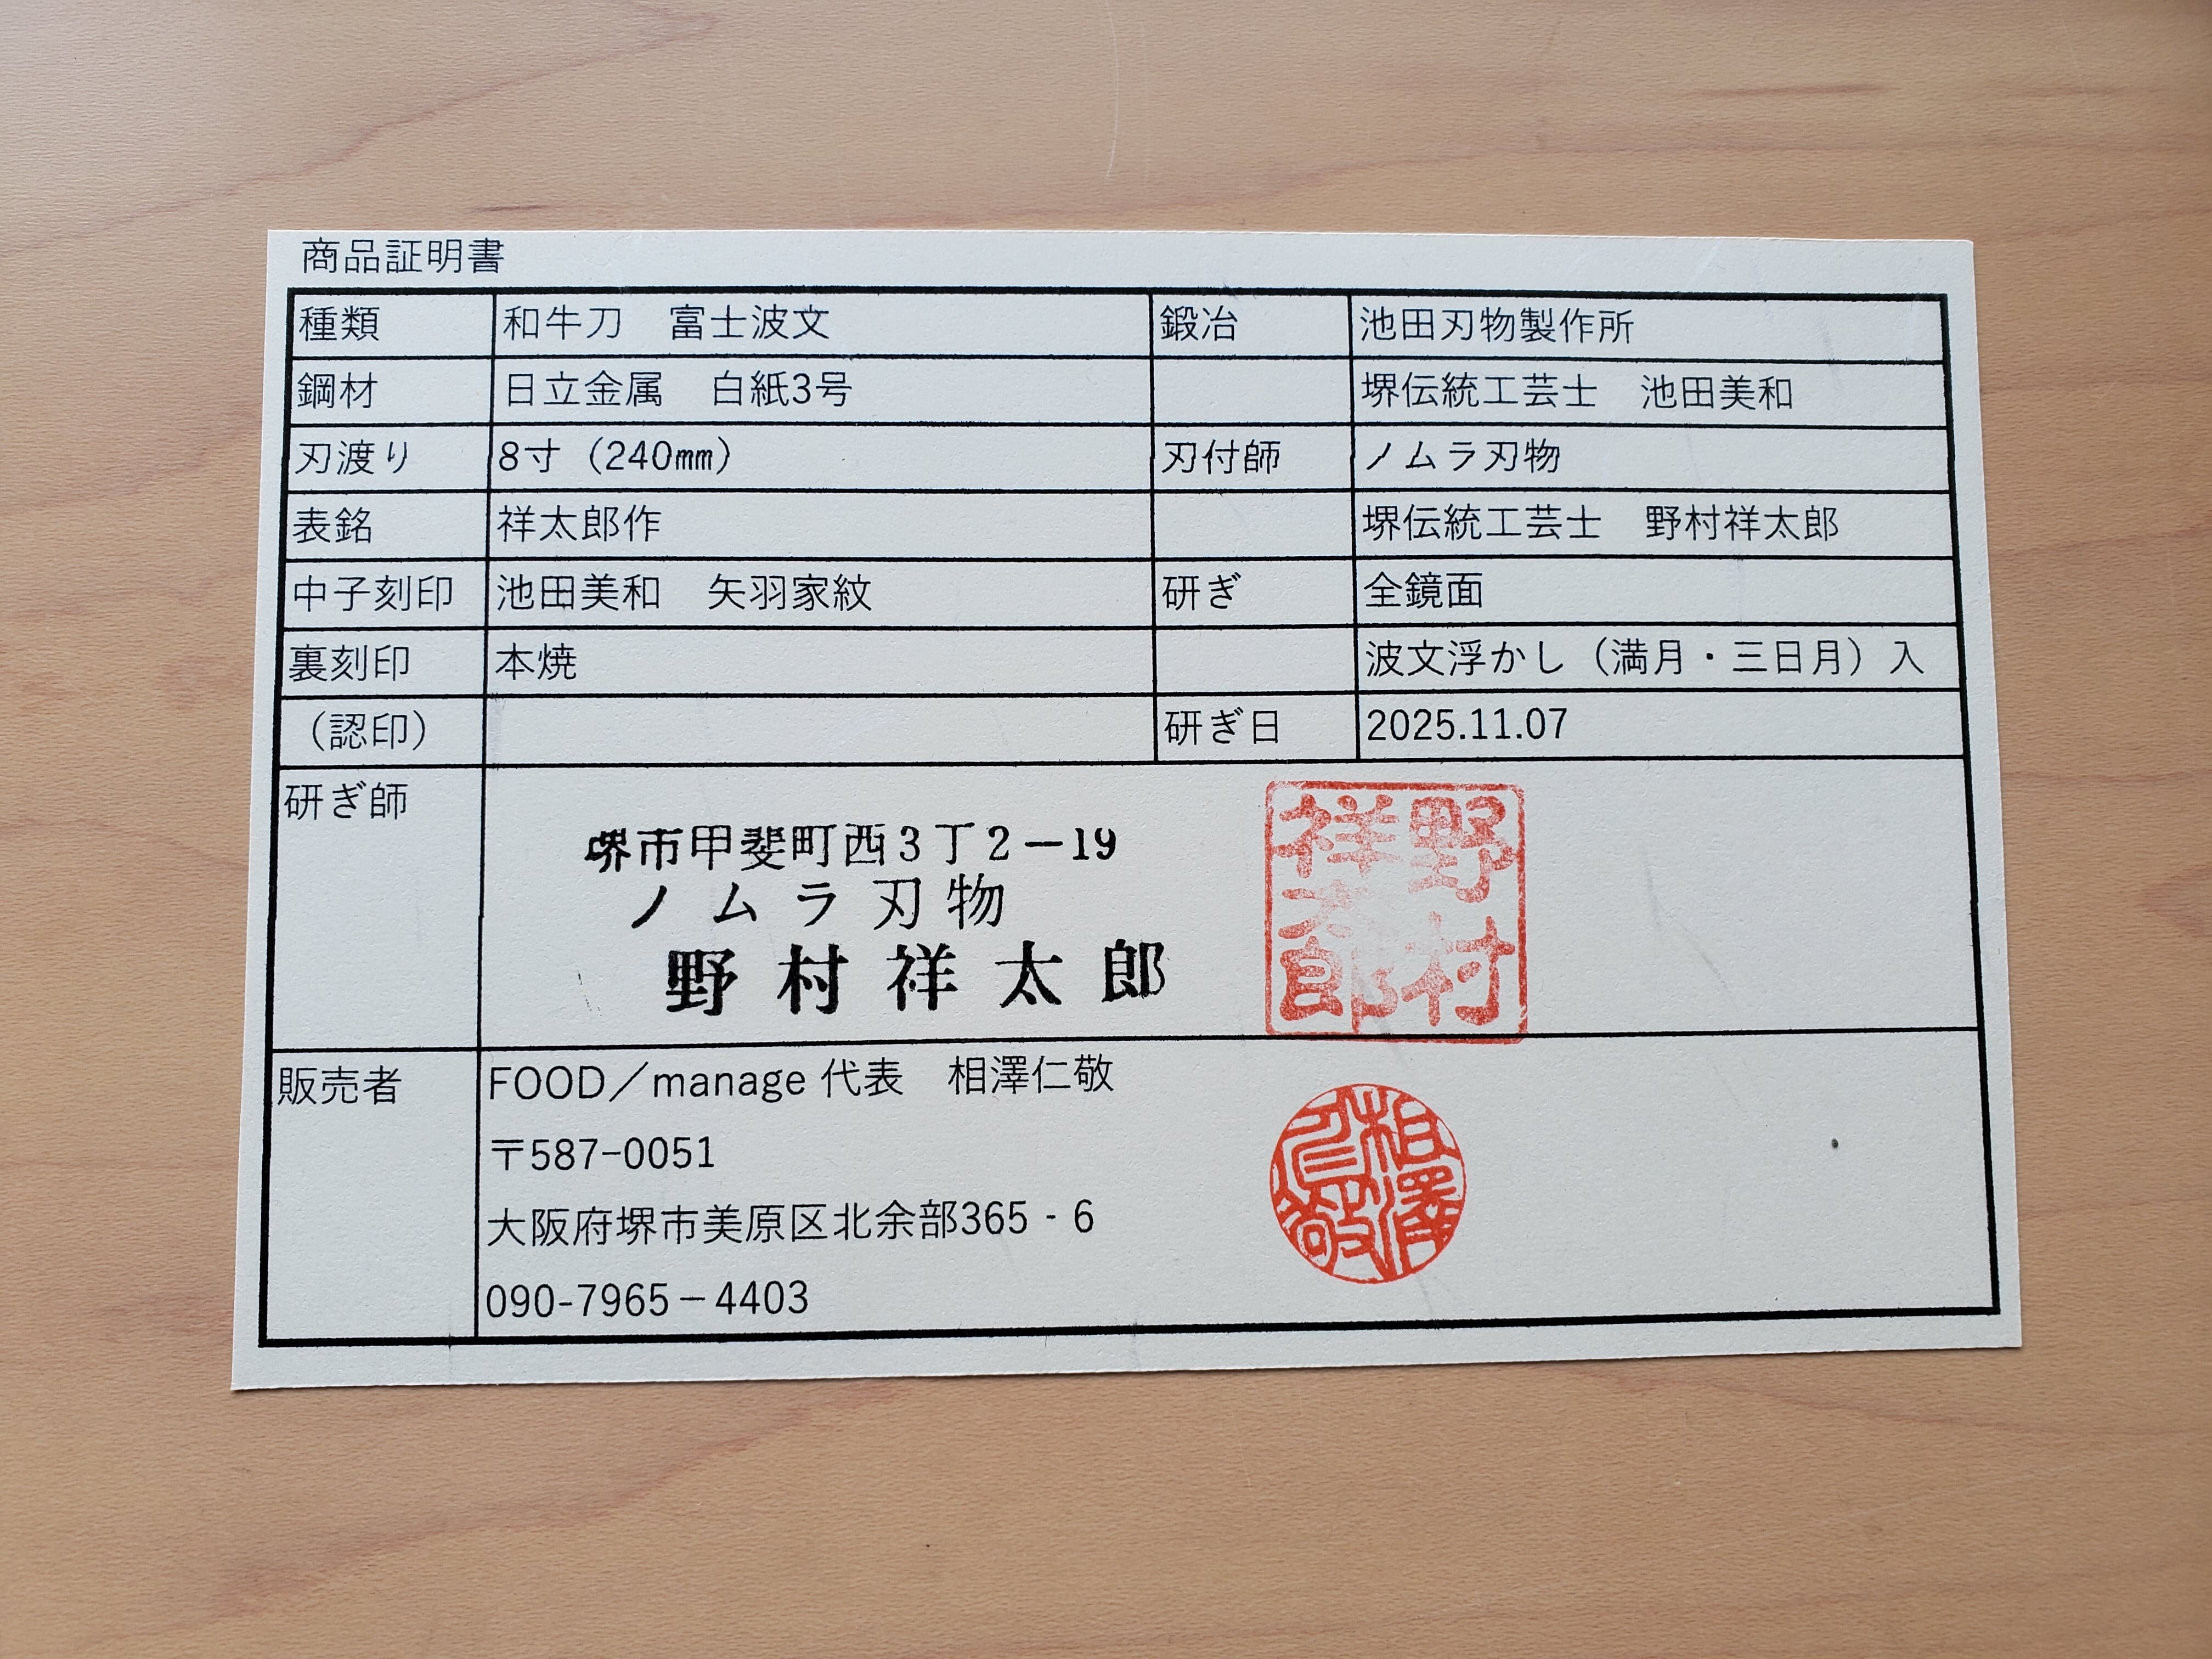 商品証明書
種類 和牛刀　富士波文 鍛冶 池田刃物製作所
鋼材 日立金属　白紙3号 堺伝統工芸士　池田美和
刃渡り 8寸（240㎜） 刃付師 ノムラ刃物
表銘 祥太郎作 堺伝統工芸士　野村祥太郎
中子刻印 池田美和　矢羽家紋 研ぎ 全鏡面
裏刻印 本焼 波文浮かし（満月・三日月）入
（認印） 研ぎ日 2025.11.07
研ぎ師
堺市甲斐町西3丁2－19
ノムラ刃物
野村祥太郎
野村
祥太郎
販売者 FOOD／manage 代表　相澤仁敬
〒587-0051
大阪府堺市美原区北余部365‐6
090-7965－4403
相澤
仁敬